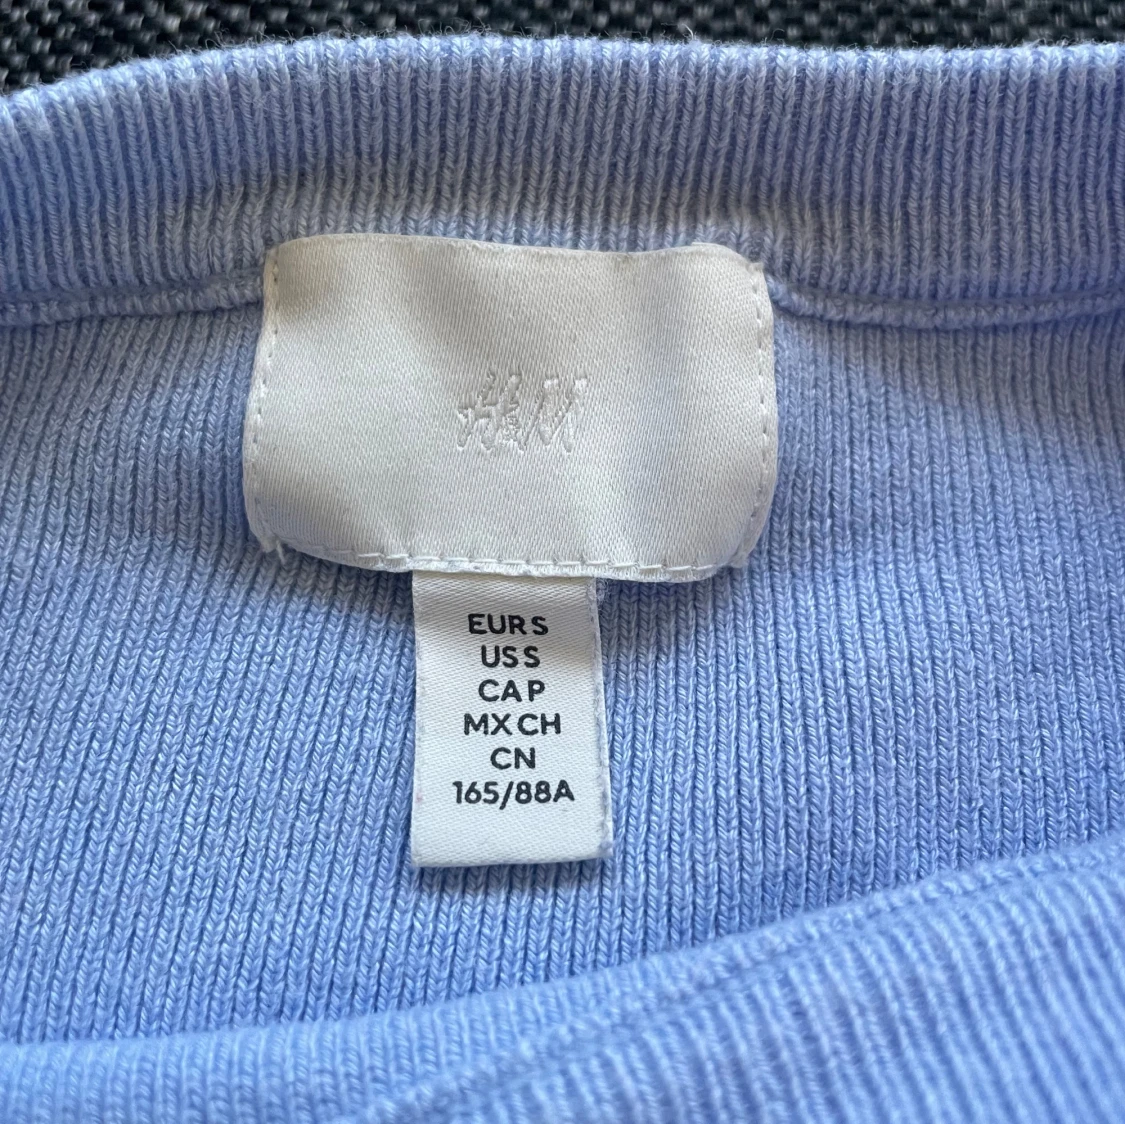 H&M
EUR S
US S
CA P
MX CH
CN
165/88A